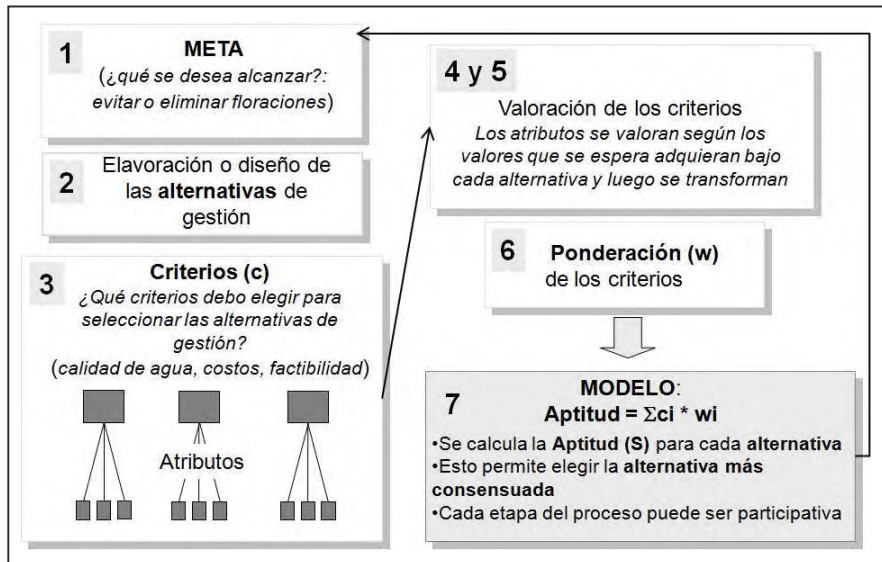 1
META
(¿qué se desea alcanzar?:
evitar o eliminar floraciones)
2
Elavoración o diseño de
las alternativas de
gestión
3
Criterios (c)
¿Qué criterios debo elegir para
seleccionar las alternativas de
gestión?
(calidad de agua, costos, factibilidad)
Atributos
4 y 5
Valoración de los criterios
Los atributos se valoran según los
valores que se espera adquieran bajo
cada alternativa y luego se transforman
6
Ponderación (w)
de los criterios
7
MODELO:
Aptitud = Σci * wi
•Se calcula la Aptitud (S) para cada alternativa
•Esto permite elegir la alternativa más
consensuada
•Cada etapa del proceso puede ser participativa